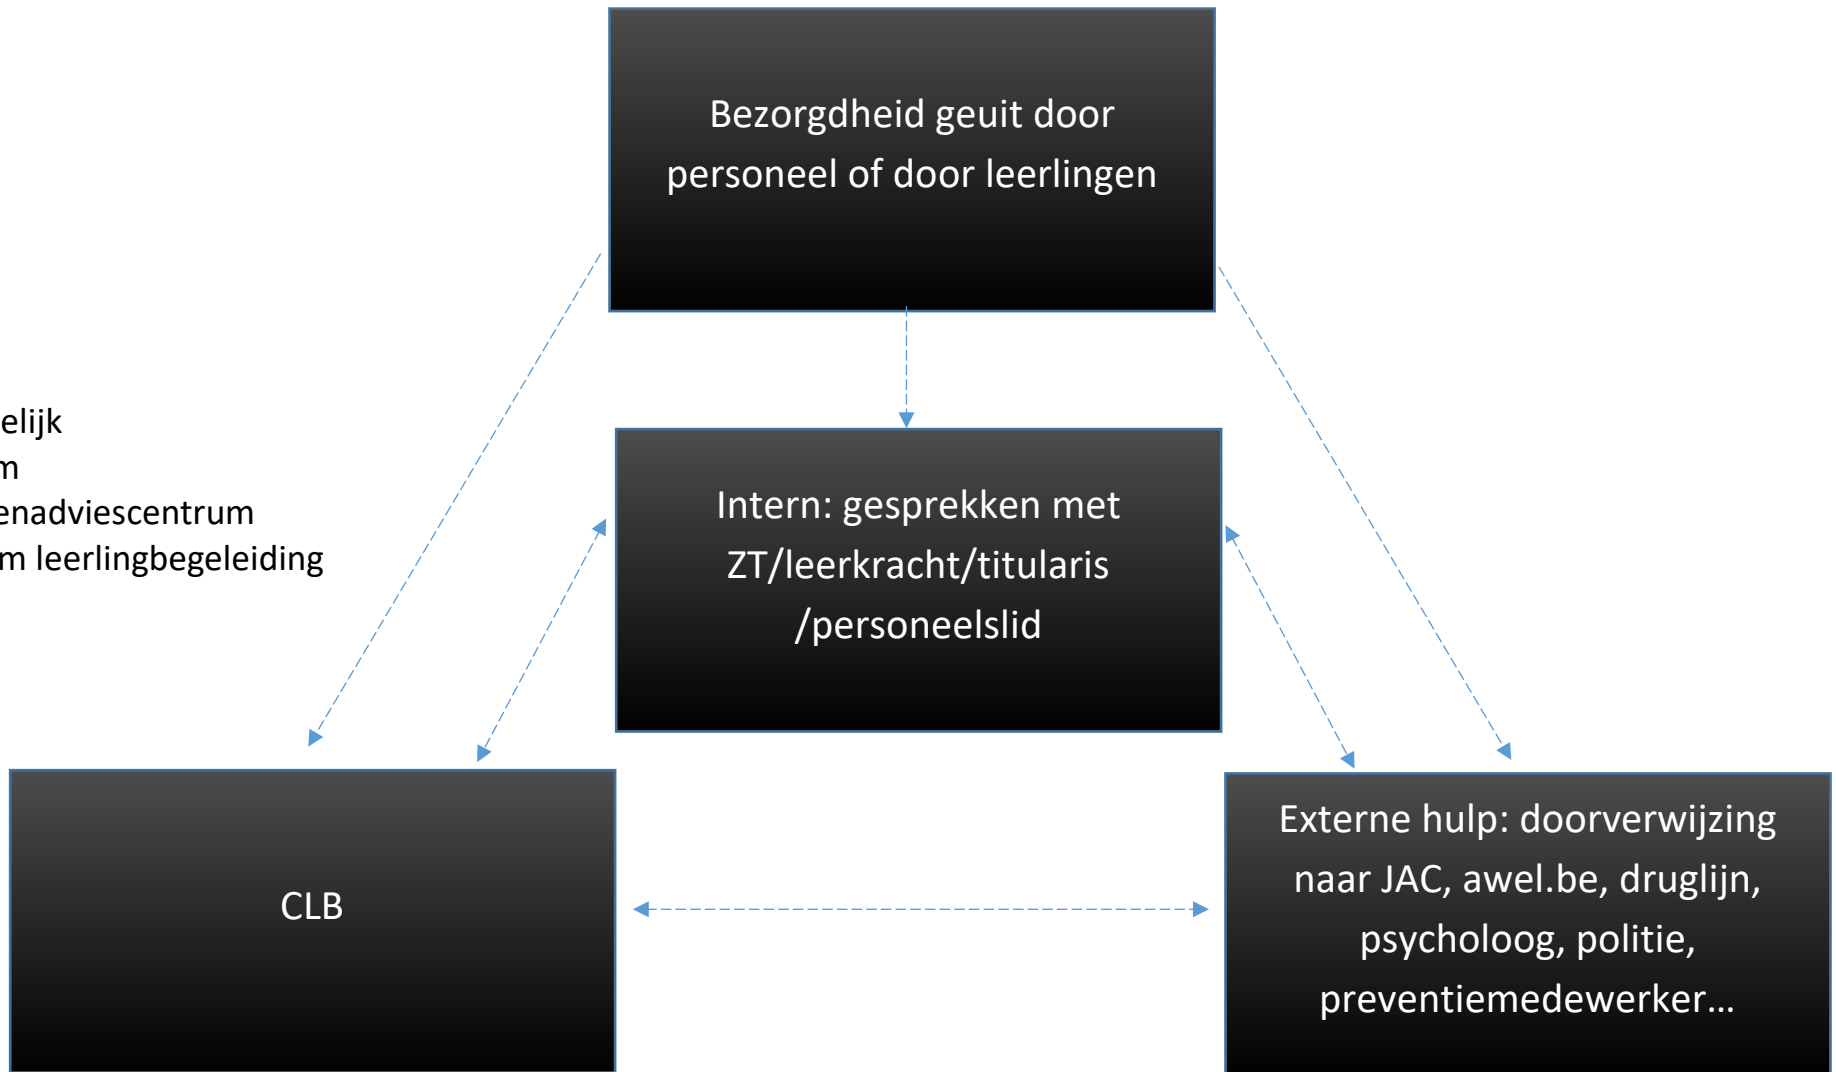 Bezorgdheid geuit door
personeel of door leerlingen
elijk
m
enadviescentrum
m leerlingbegeleiding
Intern: gesprekken met
ZT/leerkracht/titularis
/personeelslid
CLB
Externe hulp: doorverwijzing
naar JAC, awel.be, druglijn,
psycholoog, politie,
preventiemedewerker…